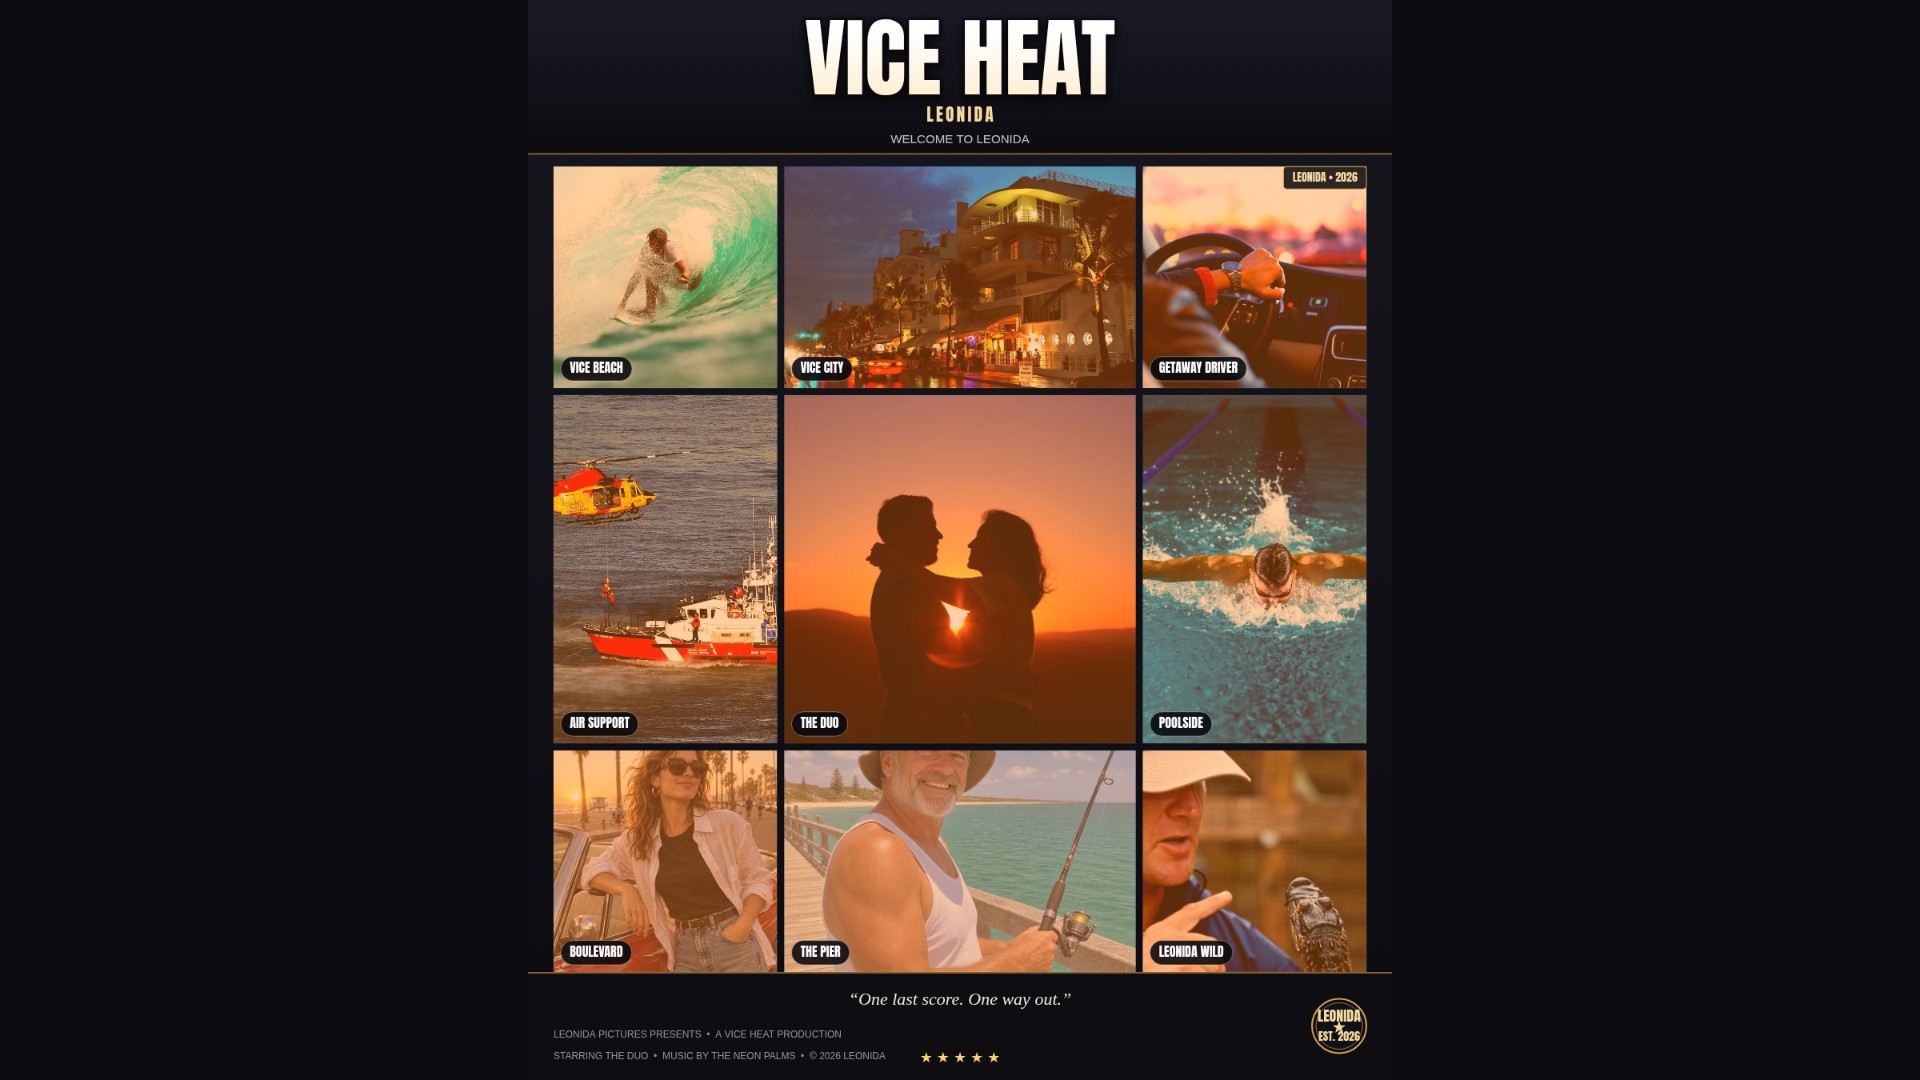 VICE HEAT
LEONIDA
WELCOME TO LEONIDA
LEONIDA • 2026
VICE BEACH
VICE CITY
GETAWAY DRIVER
AIR SUPPORT
THE DUO
POOLSIDE
BOULEVARD
THE PIER
LEONIDA WILD
“One last score. One way out.”
LEONIDA PICTURES PRESENTS • A VICE HEAT PRODUCTION
STARRING THE DUO • MUSIC BY THE NEON PALMS • © 2026 LEONIDA
★ ★ ★ ★ ★
LEONIDA
★
EST. 2026